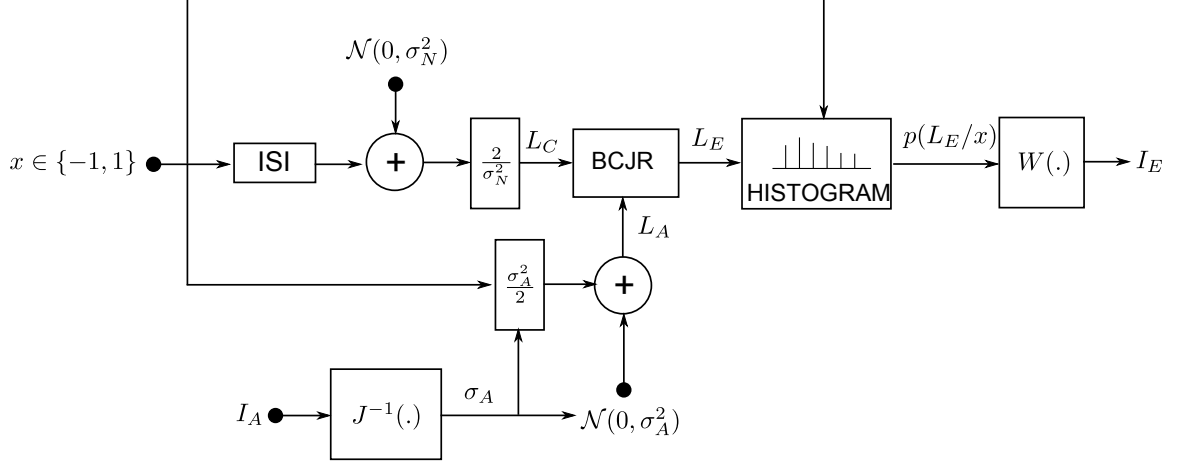 𝒩(0, σ_N^2)
x ∈ {−1, 1}
ISI
+
2/σ_N^2
L_C
BCJR
L_E
HISTOGRAM
p(L_E/x)
W(.)
I_E
L_A
σ_A^2/2
+
I_A
J^{−1}(.)
σ_A
𝒩(0, σ_A^2)